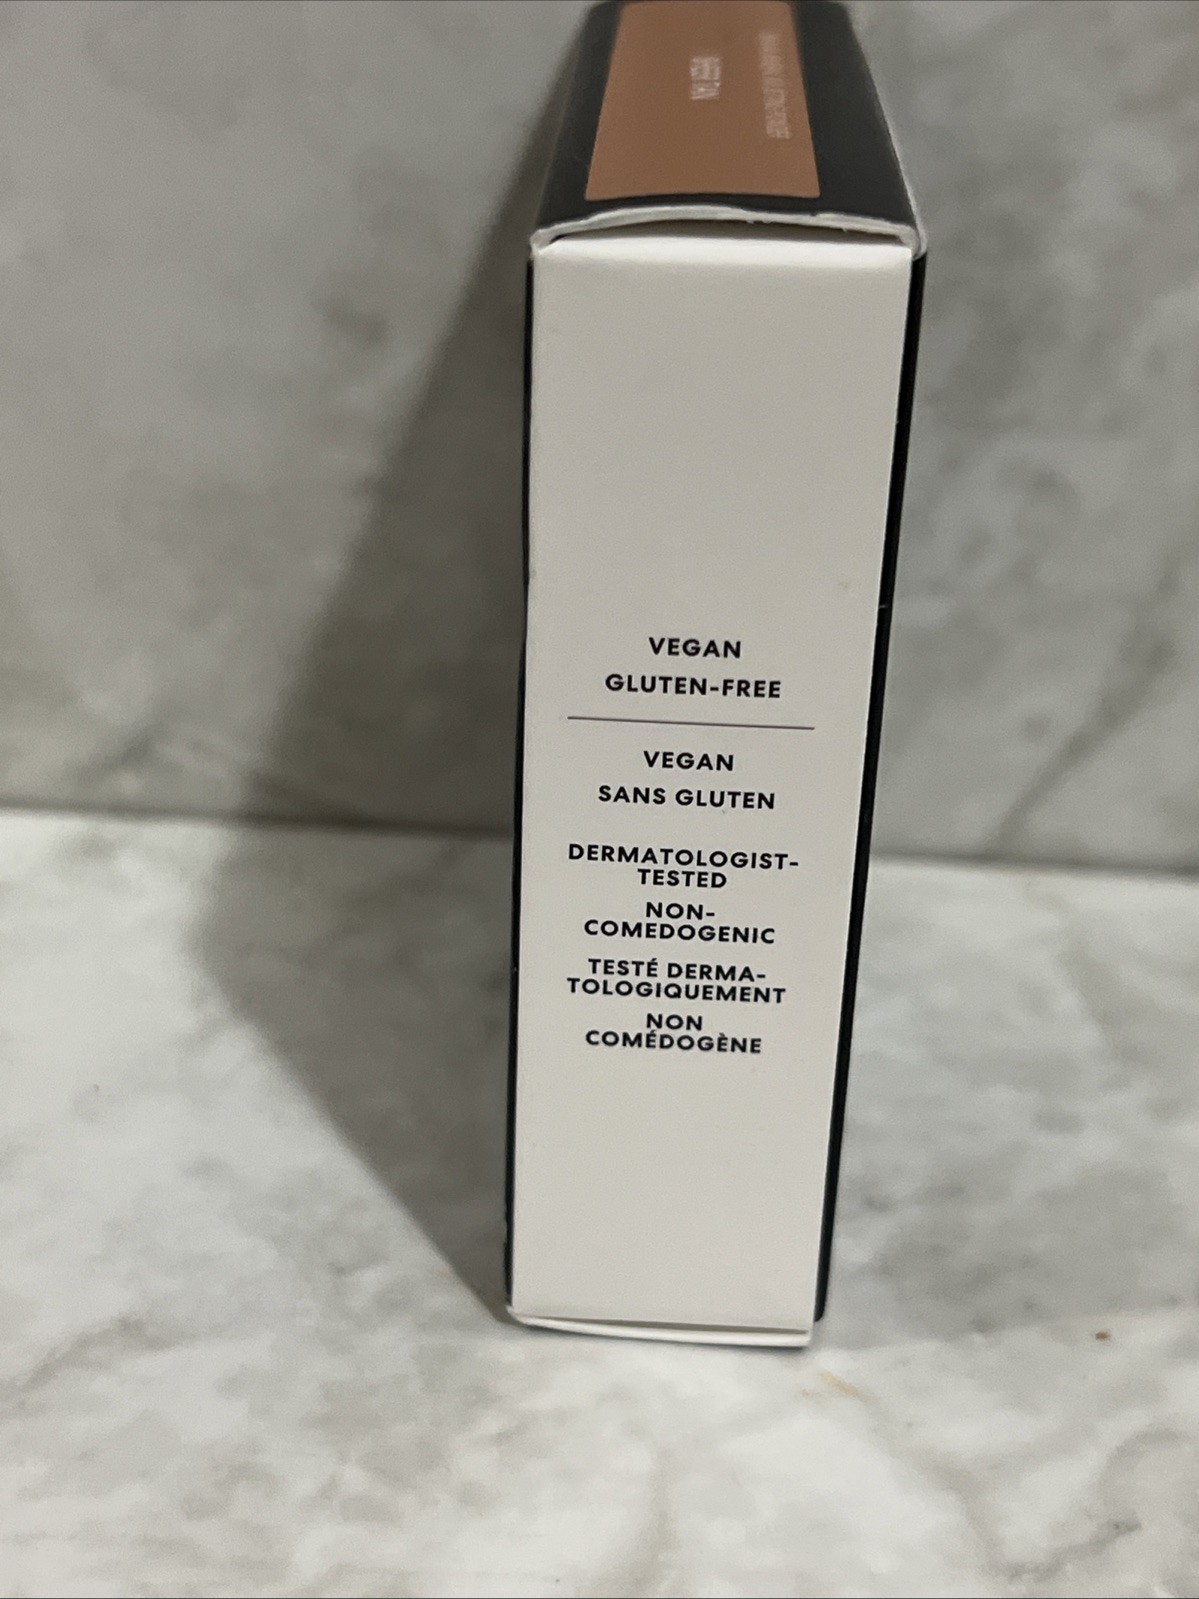 VEGAN
GLUTEN-FREE
VEGAN
SANS GLUTEN
DERMATOLOGIST-
TESTED
NON-
COMEDOGENIC
TESTÉ DERMA-
TOLOGIQUEMENT
NON
COMÉDOGÈNE